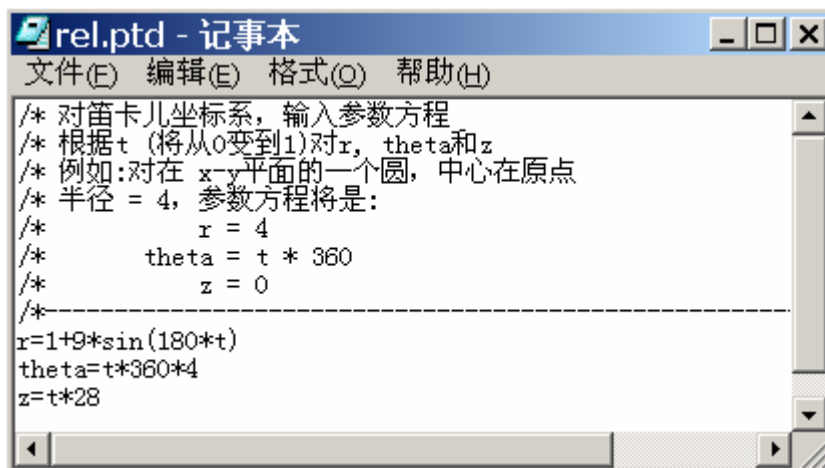 rel.ptd - 记事本
文件(F) 编辑(E) 格式(O) 帮助(H)
/* 对笛卡儿坐标系，输入参数方程
/* 根据t (将从0变到1)对r, theta和z
/* 例如:对在 x-y平面的一个圆，中心在原点
/* 半径 = 4，参数方程将是:
/* r = 4
/* theta = t * 360
/* z = 0
/*-------------------------------------------------------
r=1+9*sin(180*t)
theta=t*360*4
z=t*28